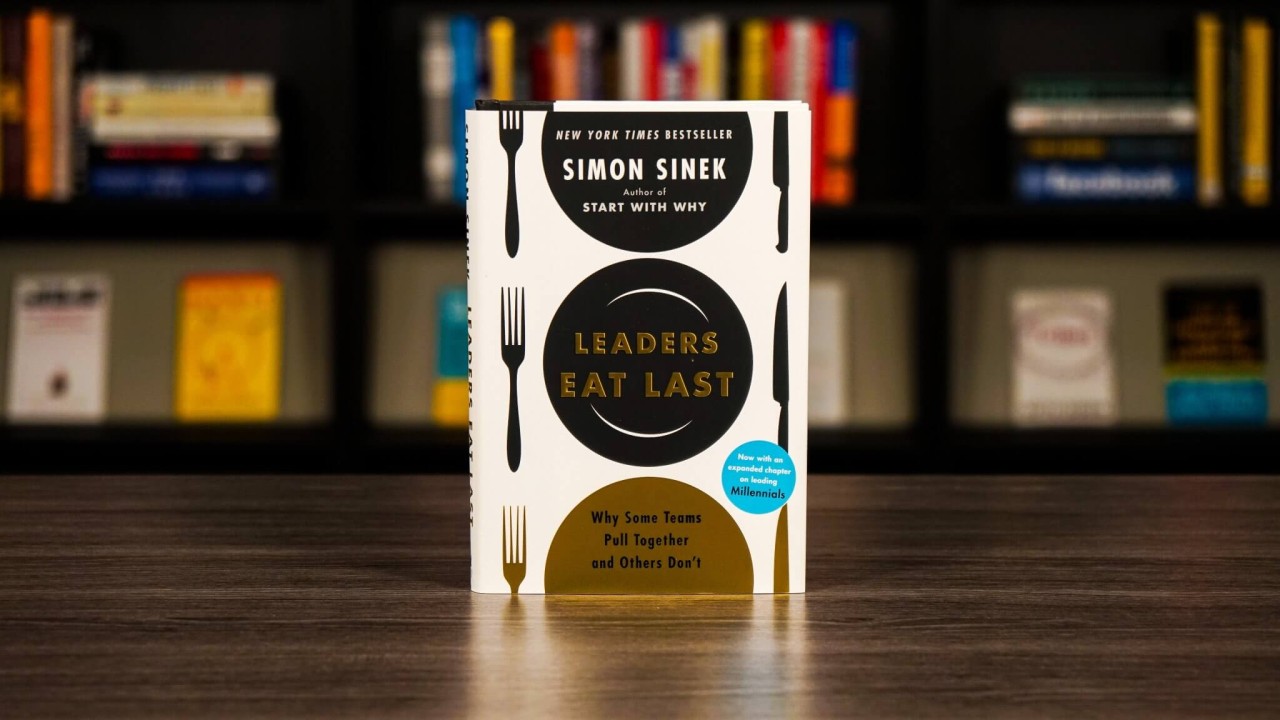 NEW YORK TIMES BESTSELLER
SIMON SINEK
Author of
START WITH WHY
LEADERS
EAT LAST
Now with an
expanded chapter
on leading
Millennials
Why Some Teams
Pull Together
and Others Don't
SIMON SINEK LEADERS EAT LAST
facebook